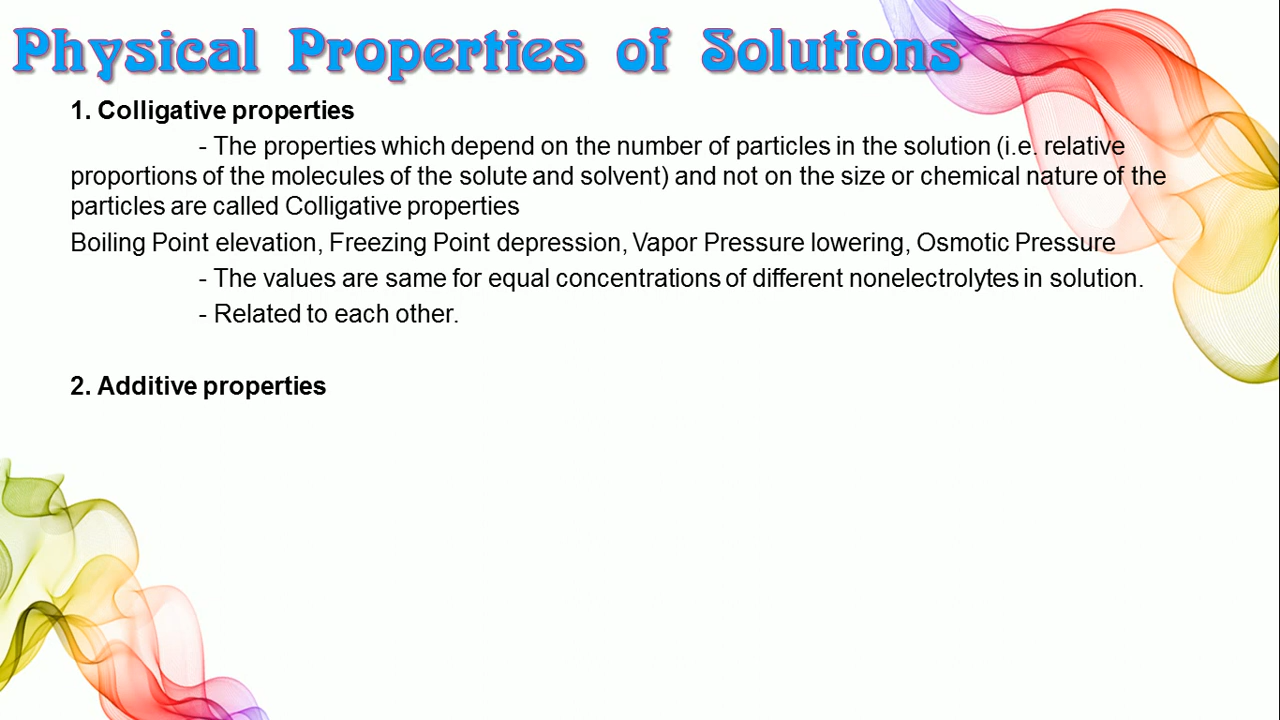 Physical Properties of Solutions
1. Colligative properties
- The properties which depend on the number of particles in the solution (i.e. relative
proportions of the molecules of the solute and solvent) and not on the size or chemical nature of the
particles are called Colligative properties
Boiling Point elevation, Freezing Point depression, Vapor Pressure lowering, Osmotic Pressure
- The values are same for equal concentrations of different nonelectrolytes in solution.
- Related to each other.
2. Additive properties